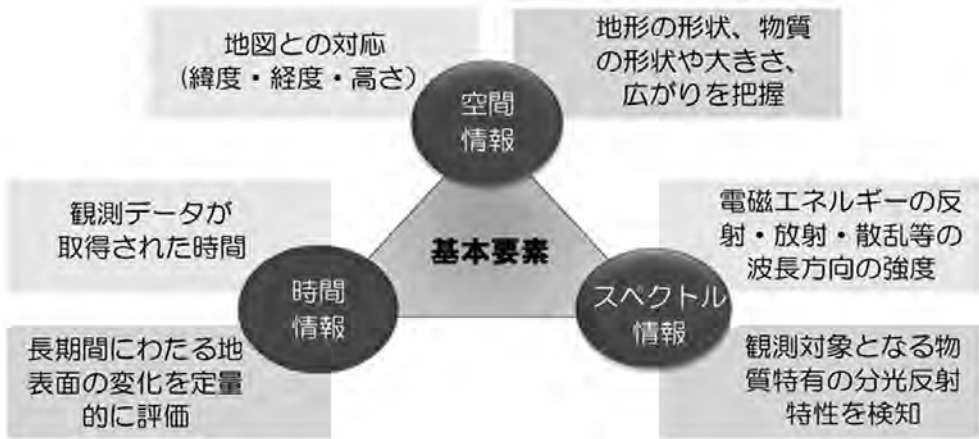 地図との対応
(緯度・経度・高さ)
地形の形状、物質
の形状や大きさ、
広がりを把握
空間
情報
観測データが
取得された時間
基本要素
電磁エネルギーの反
射・放射・散乱等の
波長方向の強度
時間
情報
スペクトル
情報
長期間にわたる地
表面の変化を定量
的に評価
観測対象となる物
質特有の分光反射
特性を検知